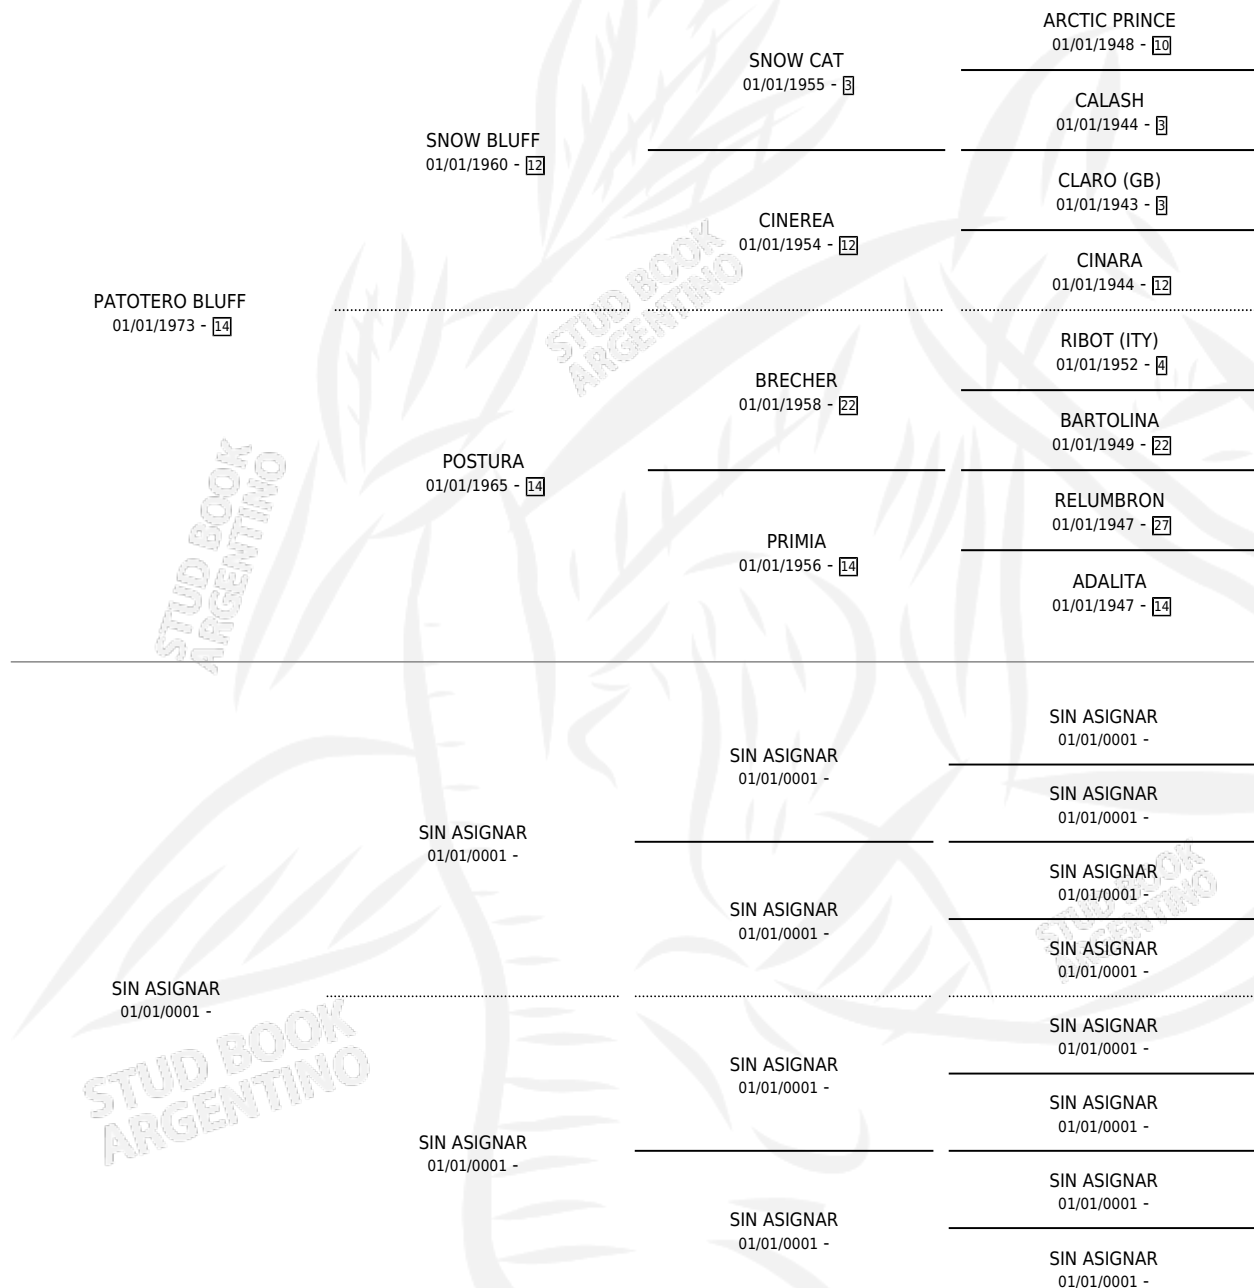 ARCTIC PRINCE
01/01/1948 - 10
SNOW CAT
01/01/1955 - 3
CALASH
01/01/1944 - 3
SNOW BLUFF
01/01/1960 - 12
CLARO (GB)
01/01/1943 - 3
CINEREA
01/01/1954 - 12
CINARA
01/01/1944 - 12
PATOTERO BLUFF
01/01/1973 - 14
RIBOT (ITY)
01/01/1952 - 4
BRECHER
01/01/1958 - 22
BARTOLINA
01/01/1949 - 22
POSTURA
01/01/1965 - 14
RELUMBRON
01/01/1947 - 27
PRIMIA
01/01/1956 - 14
ADALITA
01/01/1947 - 14
STUD BOOK
ARGENTINO
STUD BOOK
ARGENTINO
SIN ASIGNAR
01/01/0001 -
SIN ASIGNAR
01/01/0001 -
SIN ASIGNAR
01/01/0001 -
SIN ASIGNAR
01/01/0001 -
SIN ASIGNAR
01/01/0001 -
SIN ASIGNAR
01/01/0001 -
SIN ASIGNAR
01/01/0001 -
SIN ASIGNAR
01/01/0001 -
SIN ASIGNAR
01/01/0001 -
SIN ASIGNAR
01/01/0001 -
SIN ASIGNAR
01/01/0001 -
SIN ASIGNAR
01/01/0001 -
SIN ASIGNAR
01/01/0001 -
SIN ASIGNAR
01/01/0001 -
SIN ASIGNAR
01/01/0001 -
STUD BOOK
ARGENTINO
STUD BOOK
ARGENTINO